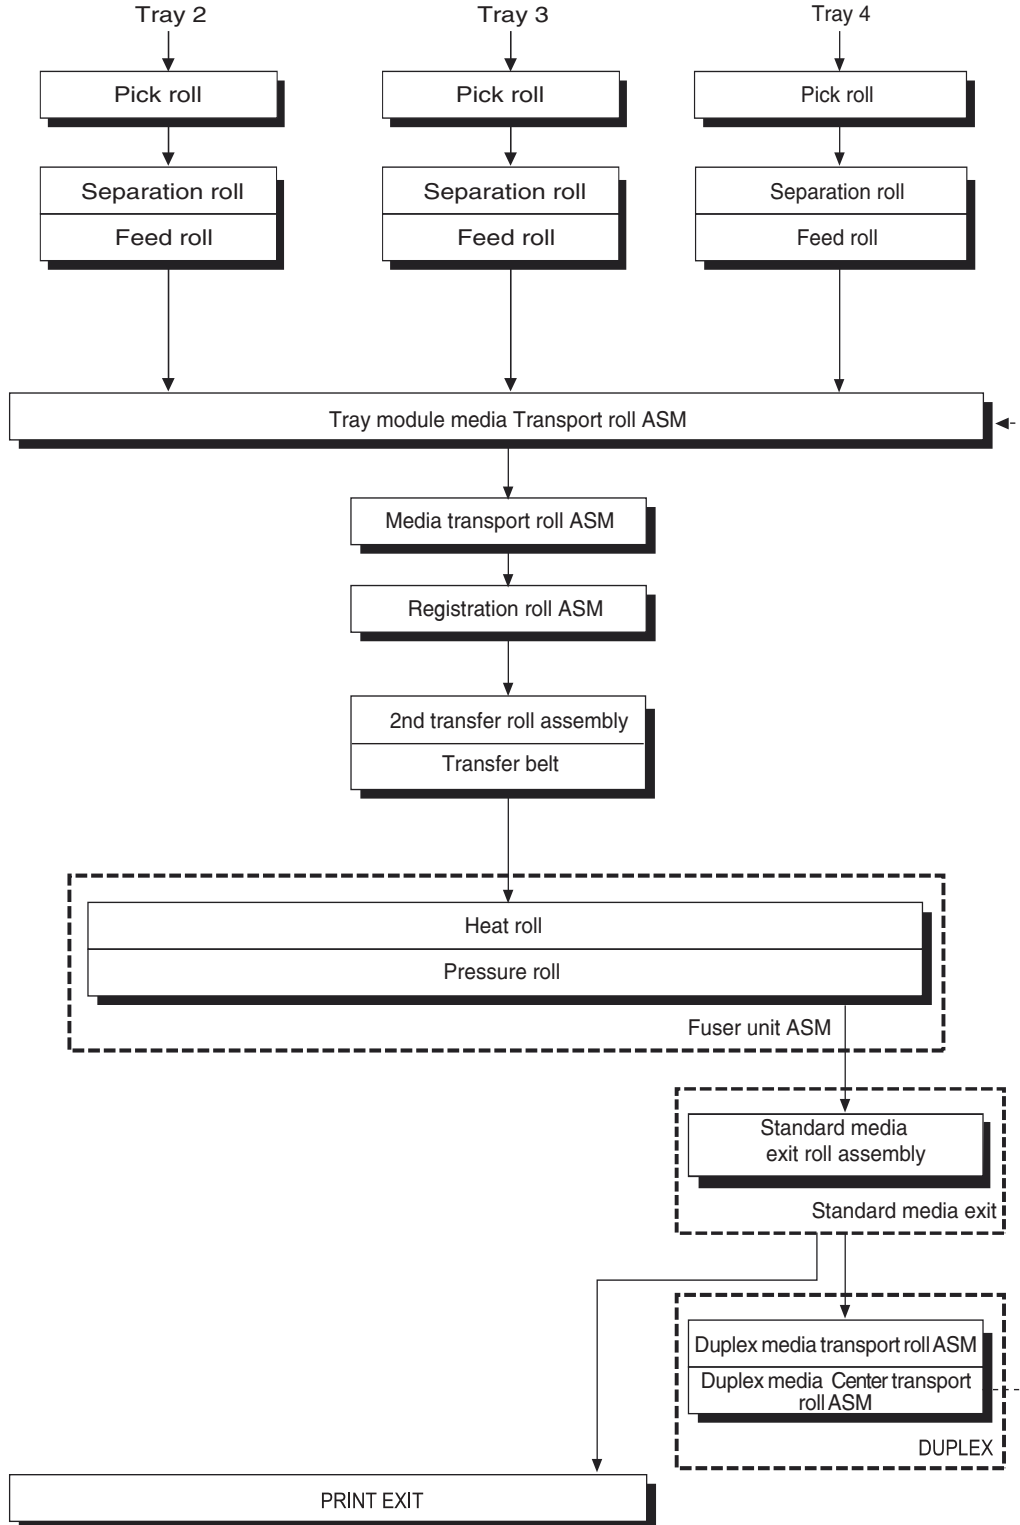 Tray 2
Tray 3
Tray 4
Pick roll
Pick roll
Pick roll
Separation roll
Separation roll
Separation roll
Feed roll
Feed roll
Feed roll
Tray module media Transport roll ASM
Media transport roll ASM
Registration roll ASM
2nd transfer roll assembly
Transfer belt
Heat roll
Pressure roll
Fuser unit ASM
Standard media
exit roll assembly
Standard media exit
Duplex media transport roll ASM
Duplex media Center transport
roll ASM
DUPLEX
PRINT EXIT